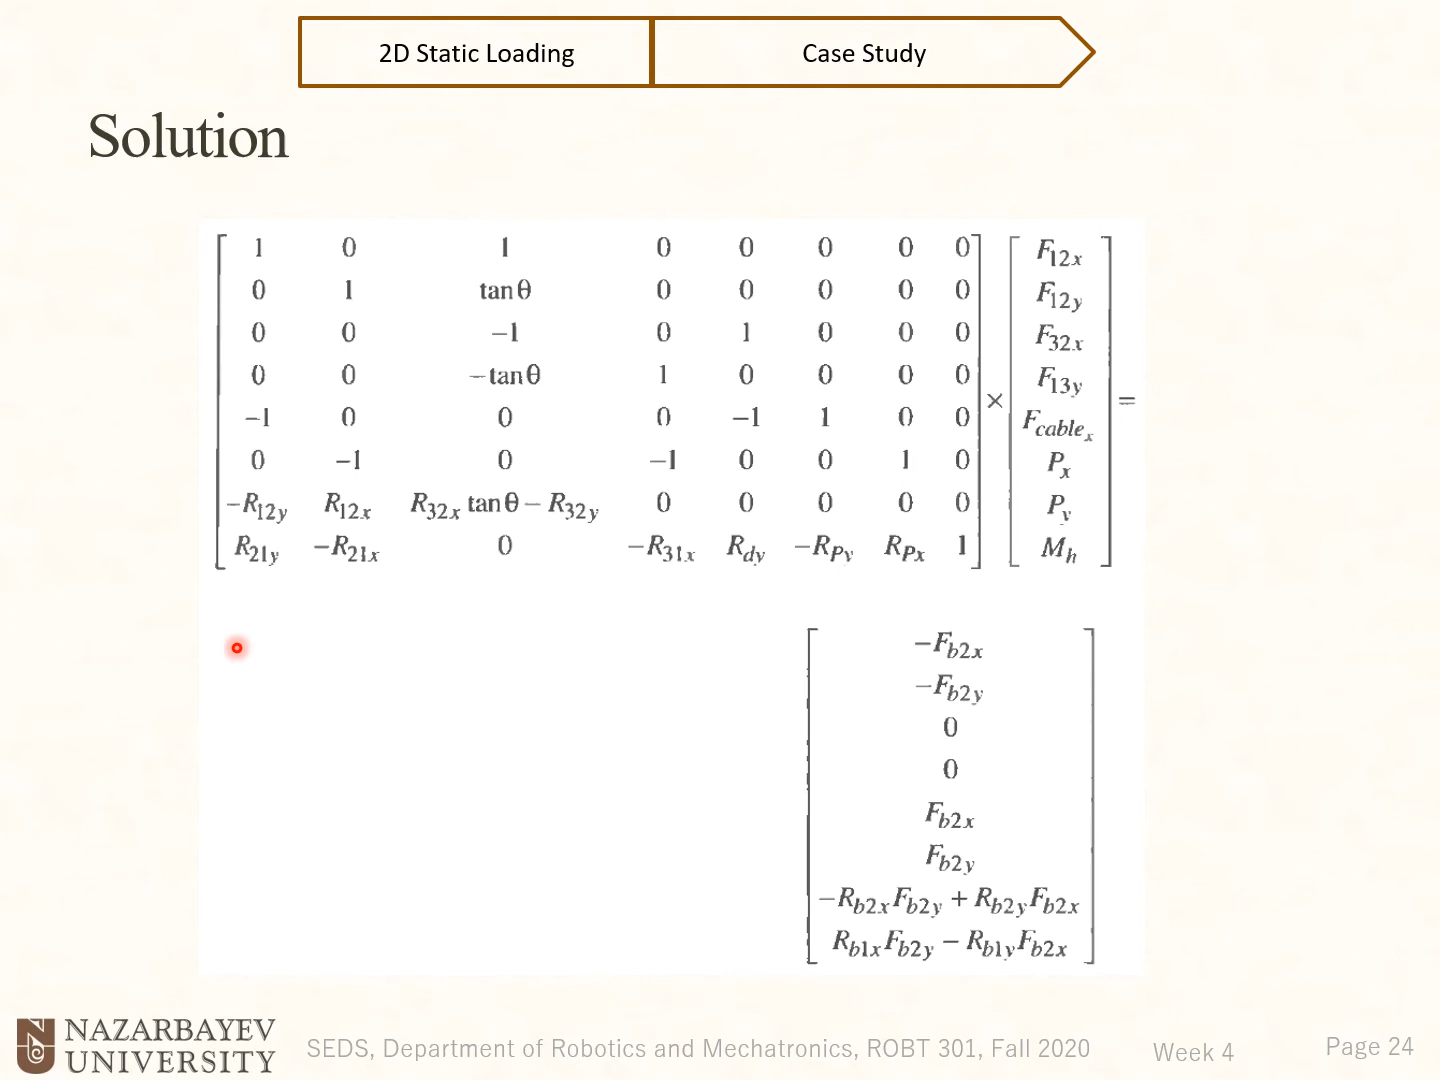 2D Static Loading
Case Study
Solution
1 0 1 0 0 0 0 0
0 1 tan θ 0 0 0 0 0
0 0 −1 0 1 0 0 0
0 0 −tan θ 1 0 0 0 0
−1 0 0 0 −1 1 0 0
0 −1 0 −1 0 0 1 0
−R12y R12x R32x tan θ − R32y 0 0 0 0 0
R21y −R21x 0 −R31x Rdy −RPy RPx 1
×
F12x
F12y
F32x
F13y
Fcablex
Px
Py
Mh
=
−Fb2x
−Fb2y
0
0
Fb2x
Fb2y
−Rb2xFb2y + Rb2yFb2x
Rb1xFb2y − Rb1yFb2x
NAZARBAYEV
UNIVERSITY
SEDS, Department of Robotics and Mechatronics, ROBT 301, Fall 2020
Week 4
Page 24